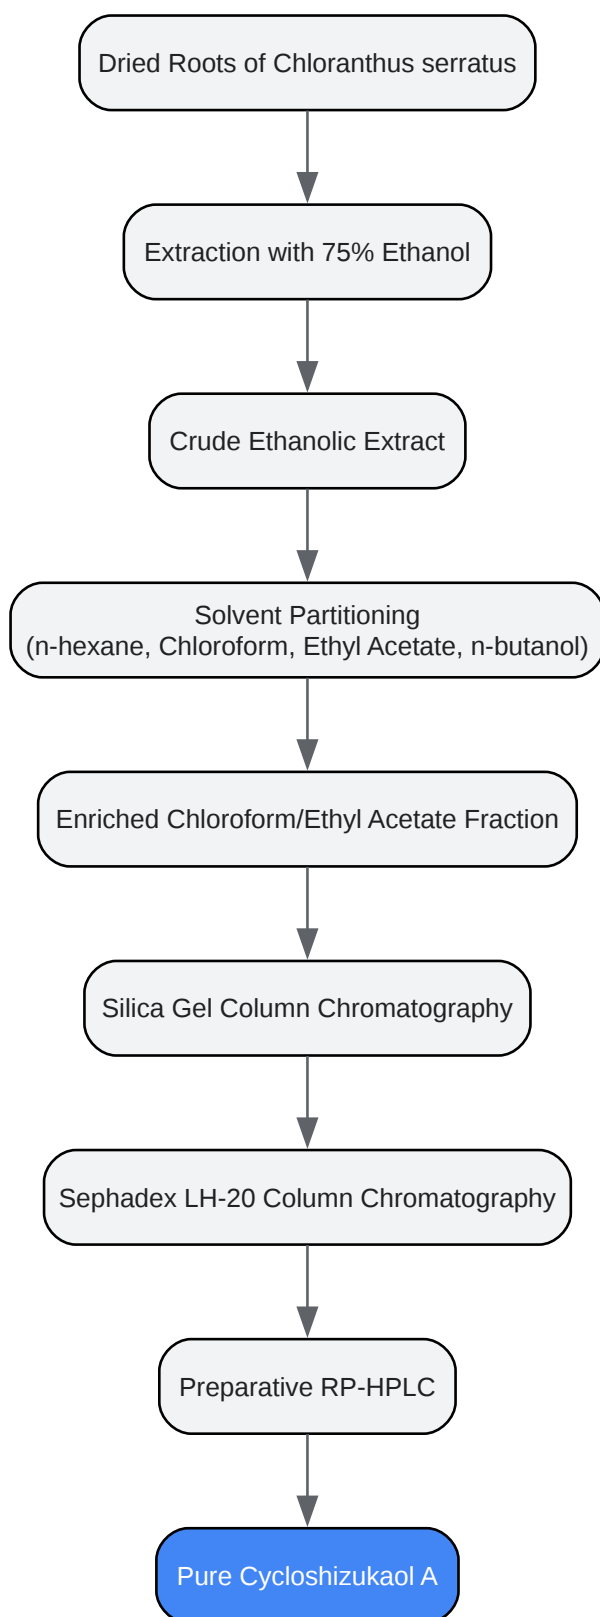 Dried Roots of Chloranthus serratus
Extraction with 75% Ethanol
Crude Ethanolic Extract
Solvent Partitioning
(n-hexane, Chloroform, Ethyl Acetate, n-butanol)
Enriched Chloroform/Ethyl Acetate Fraction
Silica Gel Column Chromatography
Sephadex LH-20 Column Chromatography
Preparative RP-HPLC
Pure Cycloshizukaol A